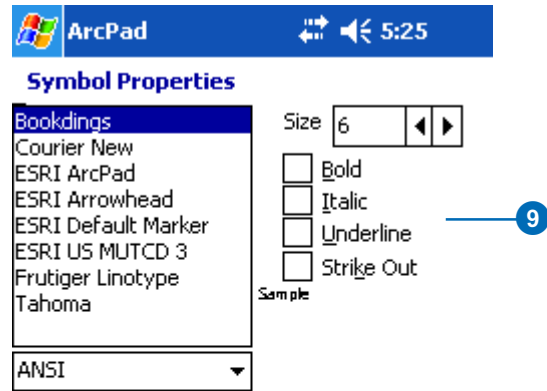 ArcPad 5:25
Symbol Properties
Bookdings
Courier New
ESRI ArcPad
ESRI Arrowhead
ESRI Default Marker
ESRI US MUTCD 3
Frutiger Linotype
Tahoma
ANSI
Size 6
Bold
Italic
Underline
Strike Out
Sample
9